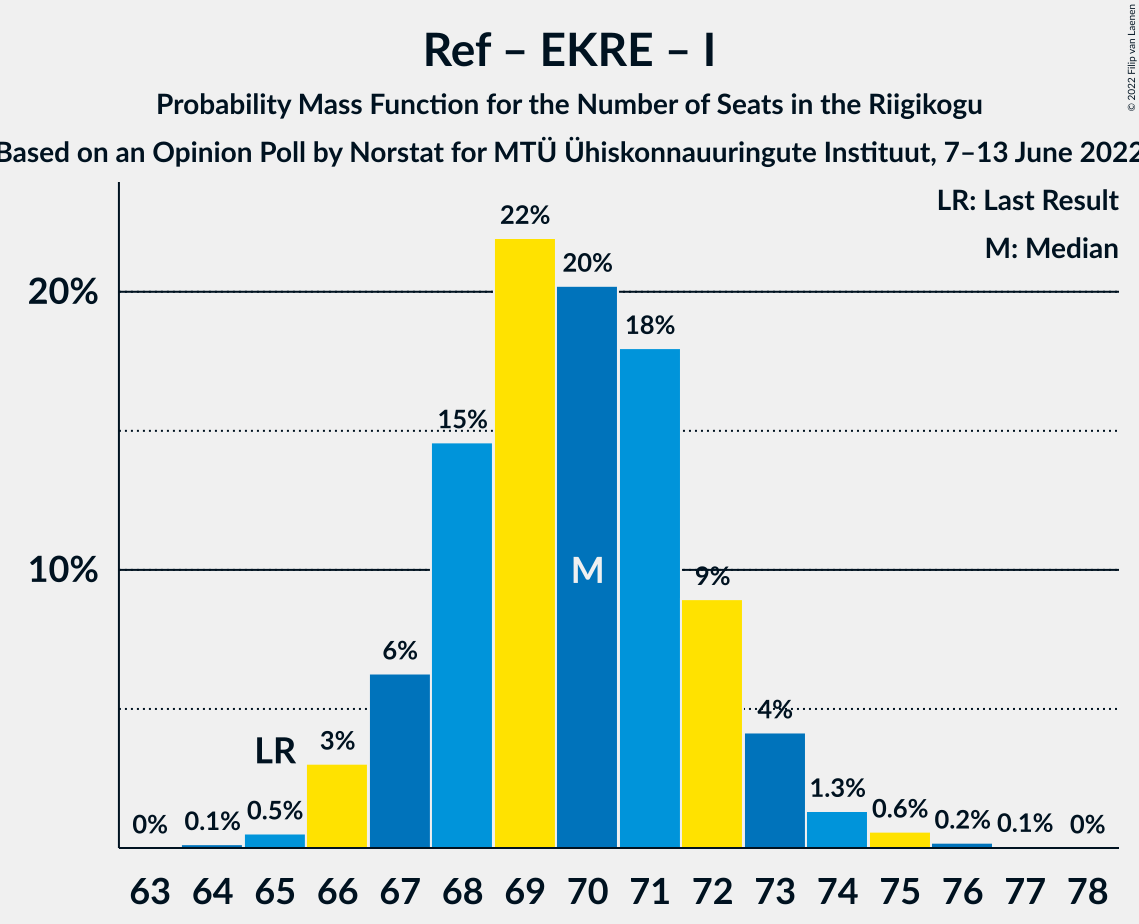 Ref – EKRE – I
Probability Mass Function for the Number of Seats in the Riigikogu
Based on an Opinion Poll by Norstat for MTÜ Ühiskonnauuringute Instituut, 7–13 June 2022
© 2022 Filip van Laenen
LR: Last Result
M: Median
20%
10%
0%
0.1%
0.5%
LR
3%
6%
15%
22%
20%
M
18%
9%
4%
1.3%
0.6%
0.2%
0.1%
0%
63 64 65 66 67 68 69 70 71 72 73 74 75 76 77 78